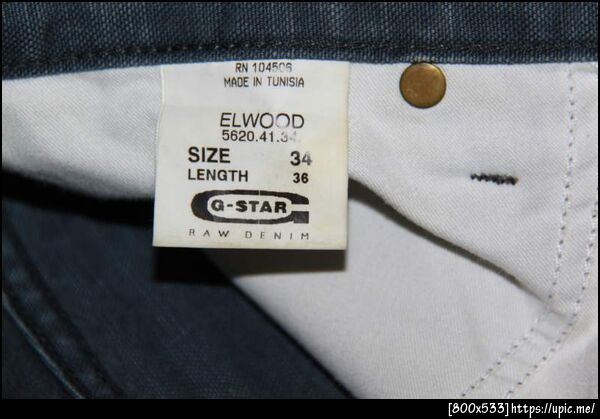 RN 104506
MADE IN TUNISIA
ELWOOD
5620.41.34.
SIZE 34
LENGTH 36
G-STAR
RAW DENIM
[800x533]https://upic.me/